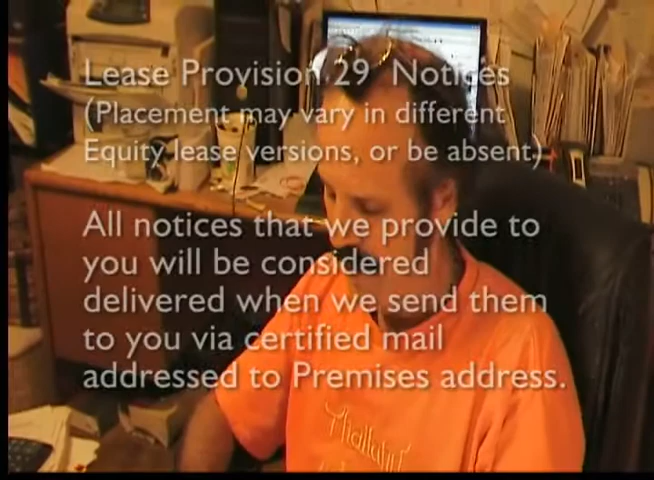 Lease Provision 29  Notices
(Placement may vary in different
Equity lease versions, or be absent.)
All notices that we provide to
you will be considered
delivered when we send them
to you via certified mail
addressed to Premises address.
Thailand